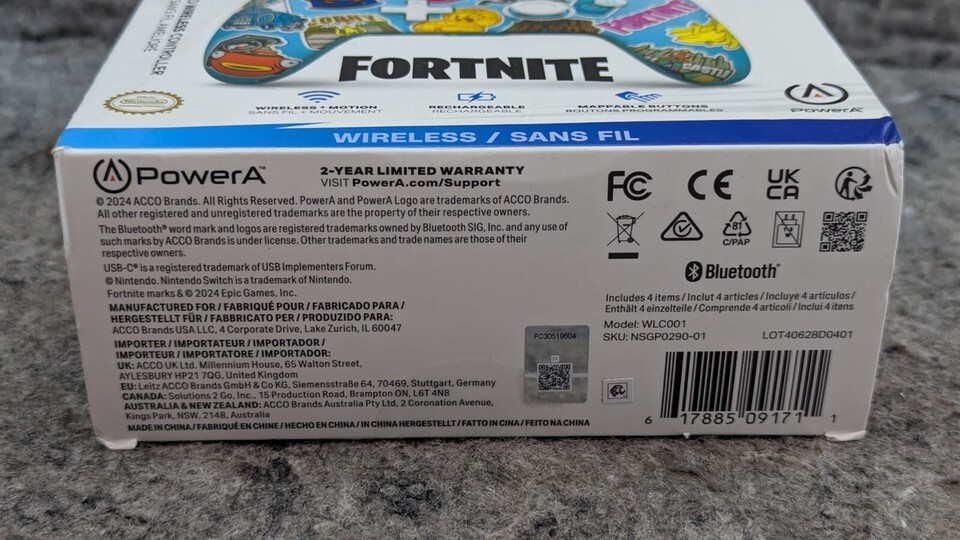 WIRELESS CONTROLLER
SANS FIL AMÉLIORÉ
Nintendo
FORTNITE
WIRELESS + MOTION
SANS FIL + MOUVEMENT
RECHARGEABLE
RECHARGEABLE
MAPPABLE BUTTONS
BOUTONS PROGRAMMABLES
POWERA
WIRELESS / SANS FIL
PowerA™
2-YEAR LIMITED WARRANTY
VISIT PowerA.com/Support
© 2024 ACCO Brands. All Rights Reserved. PowerA and PowerA Logo are trademarks of ACCO Brands.
All other registered and unregistered trademarks are the property of their respective owners.
The Bluetooth® word mark and logos are registered trademarks owned by Bluetooth SIG, Inc. and any use of
such marks by ACCO Brands is under license. Other trademarks and trade names are those of their
respective owners.
USB-C® is a registered trademark of USB Implementers Forum.
© Nintendo. Nintendo Switch is a trademark of Nintendo.
Fortnite marks & © 2024 Epic Games, Inc.
MANUFACTURED FOR / FABRIQUÉ POUR / FABRICADO PARA /
HERGESTELLT FÜR / FABBRICATO PER / PRODUZIDO PARA:
ACCO Brands USA LLC, 4 Corporate Drive, Lake Zurich, IL 60047
IMPORTER / IMPORTATEUR / IMPORTADOR /
IMPORTEUR / IMPORTATORE / IMPORTADOR:
UK: ACCO UK Ltd. Millennium House, 65 Walton Street,
AYLESBURY HP21 7QG, United Kingdom
EU: Leitz ACCO Brands GmbH & Co KG, Siemensstraße 64, 70469, Stuttgart, Germany
CANADA: Solutions 2 Go, Inc., 15 Production Road, Brampton ON, L6T 4N8
AUSTRALIA & NEW ZEALAND: ACCO Brands Australia Pty Ltd, 2 Coronation Avenue,
Kings Park, NSW, 2148, Australia
MADE IN CHINA / FABRIQUÉ EN CHINE / HECHO EN CHINA / IN CHINA HERGESTELLT / FATTO IN CINA / FEITO NA CHINA
FC30519604
FC CE UK
CA
81
C/PAP
Bluetooth®
Includes 4 items / Inclut 4 articles / Incluye 4 artículos /
Enthält 4 einzelteile / Comprende 4 articoli / Inclui 4 itens
Model: WLC001
SKU: NSGP0290-01
LOT40628D0401
6 17885 09171 1